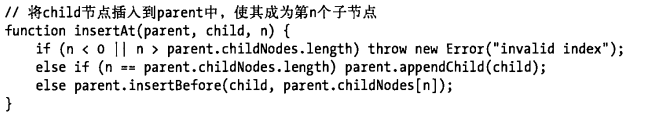 // 将child节点插入到parent中，使其成为第n个子节点
function insertAt(parent, child, n) {
    if (n < 0 || n > parent.childNodes.length) throw new Error("invalid index");
    else if (n == parent.childNodes.length) parent.appendChild(child);
    else parent.insertBefore(child, parent.childNodes[n]);
}